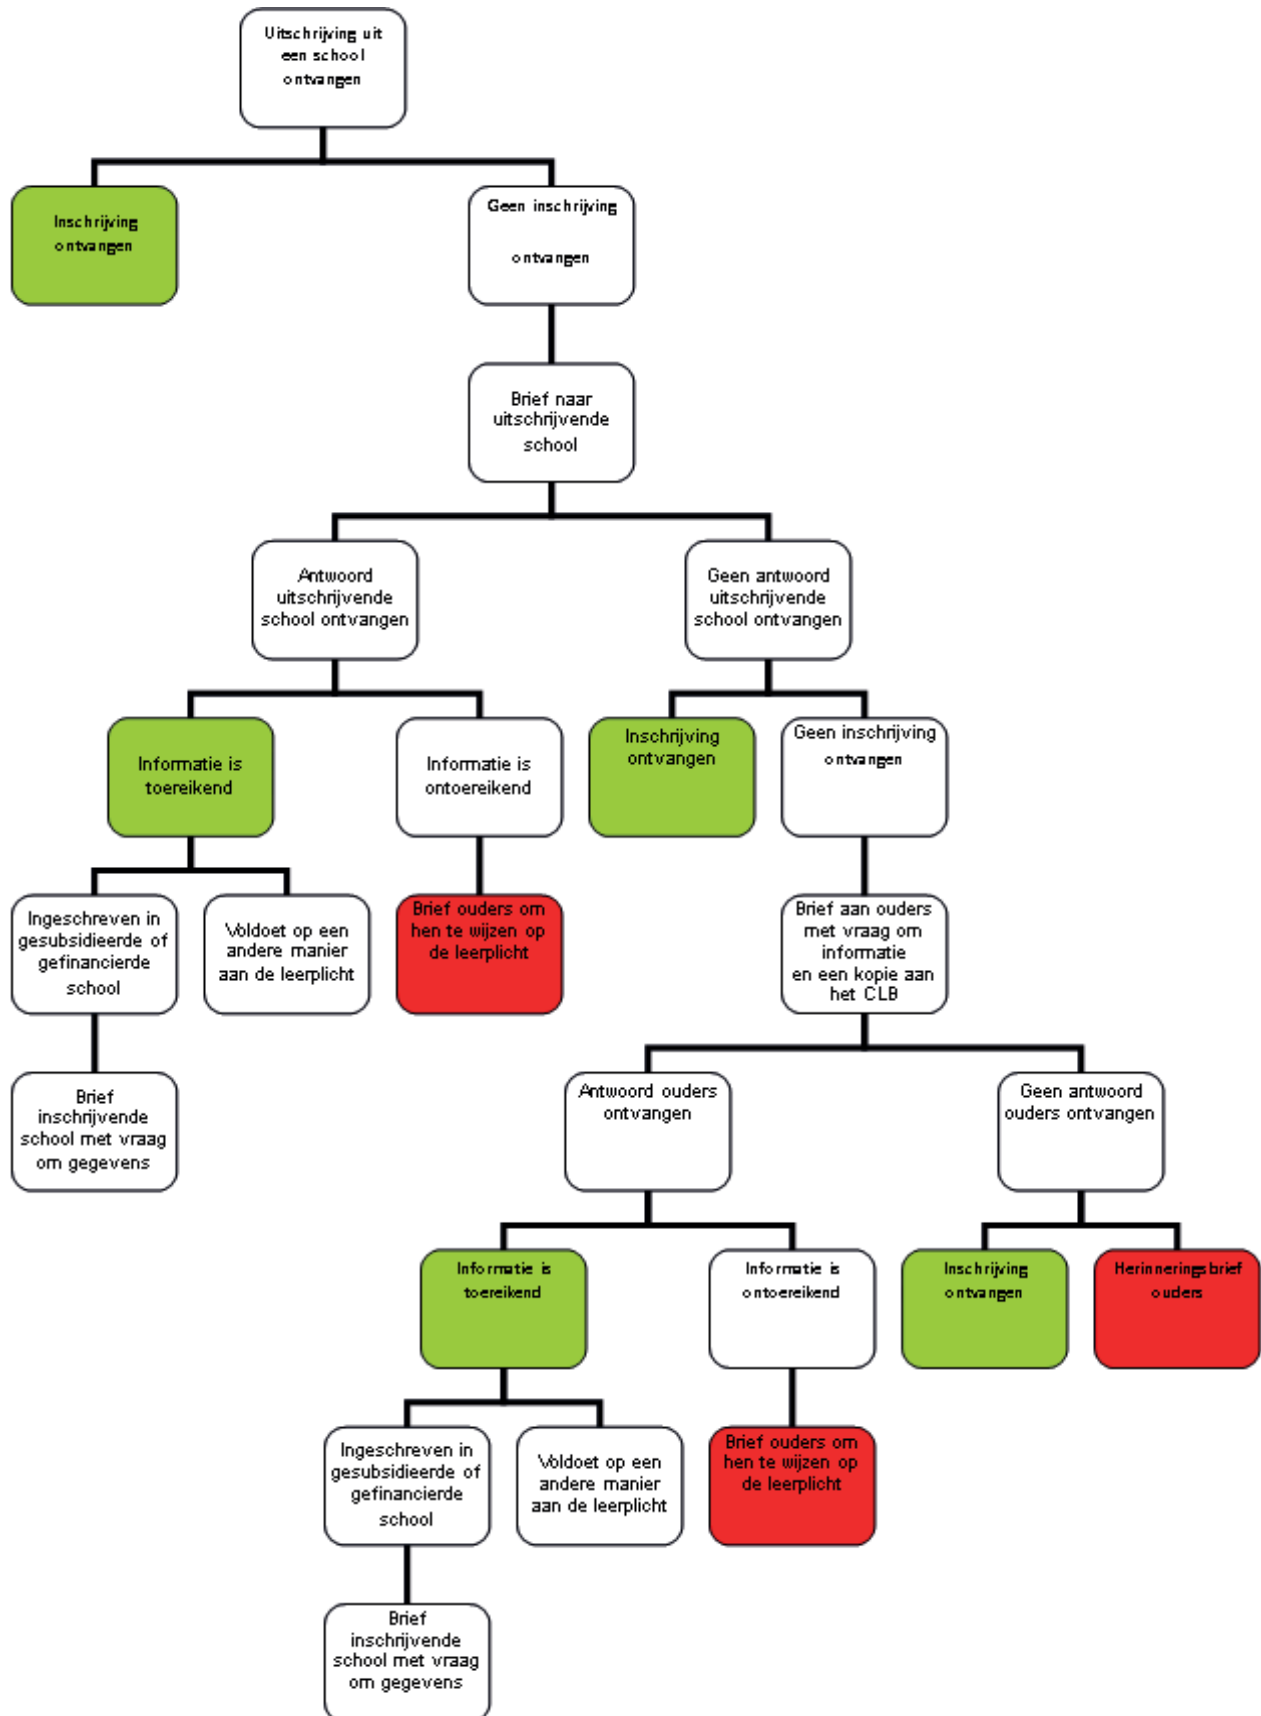 Uitschrijving uit
een school
ontvangen
Inschrijving
ontvangen
Geen inschrijving
ontvangen
Brief naar
uitschrijvende
school
Antwoord
uitschrijvende
school ontvangen
Geen antwoord
uitschrijvende
school ontvangen
Informatie is
toereikend
Informatie is
ontoereikend
Inschrijving
ontvangen
Geen inschrijving
ontvangen
Ingeschreven in
gesubsidieerde of
gefinancierde
school
Voldoet op een
andere manier
aan de leerplicht
Brief ouders om
hen te wijzen op
de leerplicht
Brief aan ouders
met vraag om
informatie
en een kopie aan
het CLB
Brief
inschrijvende
school met vraag
om gegevens
Antwoord ouders
ontvangen
Geen antwoord
ouders ontvangen
Informatie is
toereikend
Informatie is
ontoereikend
Inschrijving
ontvangen
Herinneringsbrief
ouders
Ingeschreven in
gesubsidieerde of
gefinancierde
school
Voldoet op een
andere manier
aan de leerplicht
Brief ouders om
hen te wijzen op
de leerplicht
Brief
inschrijvende
school met vraag
om gegevens